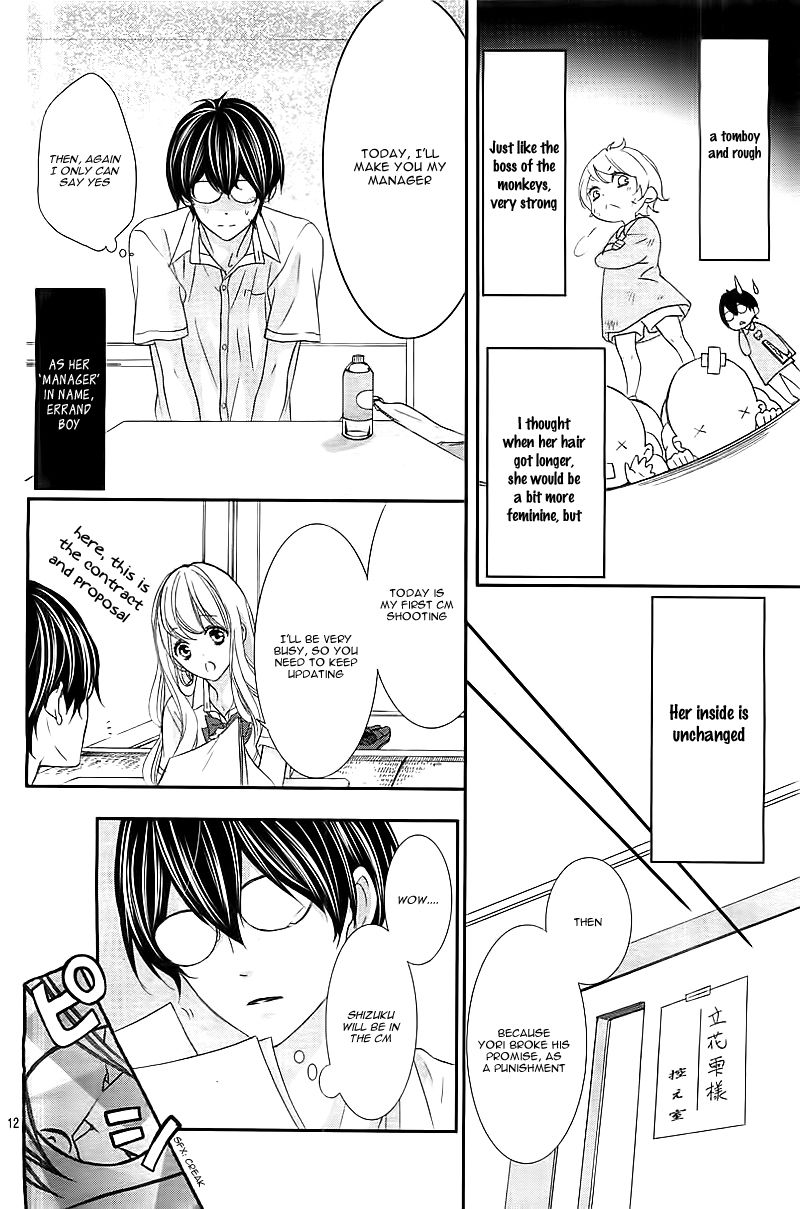 a tomboy
and rough
Just like the
boss of the
monkeys,
very strong
I thought
when her hair
got longer,
she would be
a bit more
feminine, but
Her inside is
unchanged
THEN
BECAUSE
YORI BROKE HIS
PROMISE, AS
A PUNISHMENT
立花雫様
控え室
TODAY, I'LL
MAKE YOU MY
MANAGER
THEN, AGAIN
I ONLY CAN
SAY YES
AS HER
'MANAGER'
IN NAME,
ERRAND
BOY
TODAY IS
MY FIRST CM
SHOOTING
I'LL BE VERY
BUSY, SO YOU
NEED TO KEEP
UPDATING
here, this is
the contract
and proposal
WOW....
SHIZUKU
WILL BE IN
THE CM
ピシ
SFX: CREAK
12